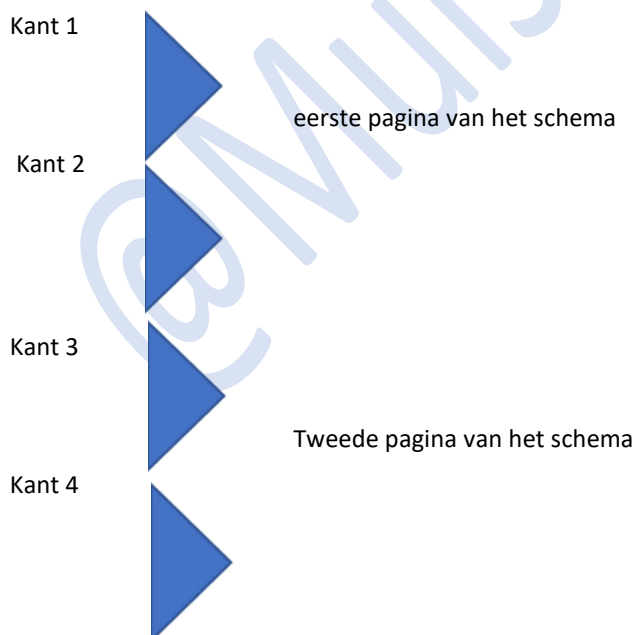 Kant 1
eerste pagina van het schema
Kant 2
Kant 3
Tweede pagina van het schema
Kant 4